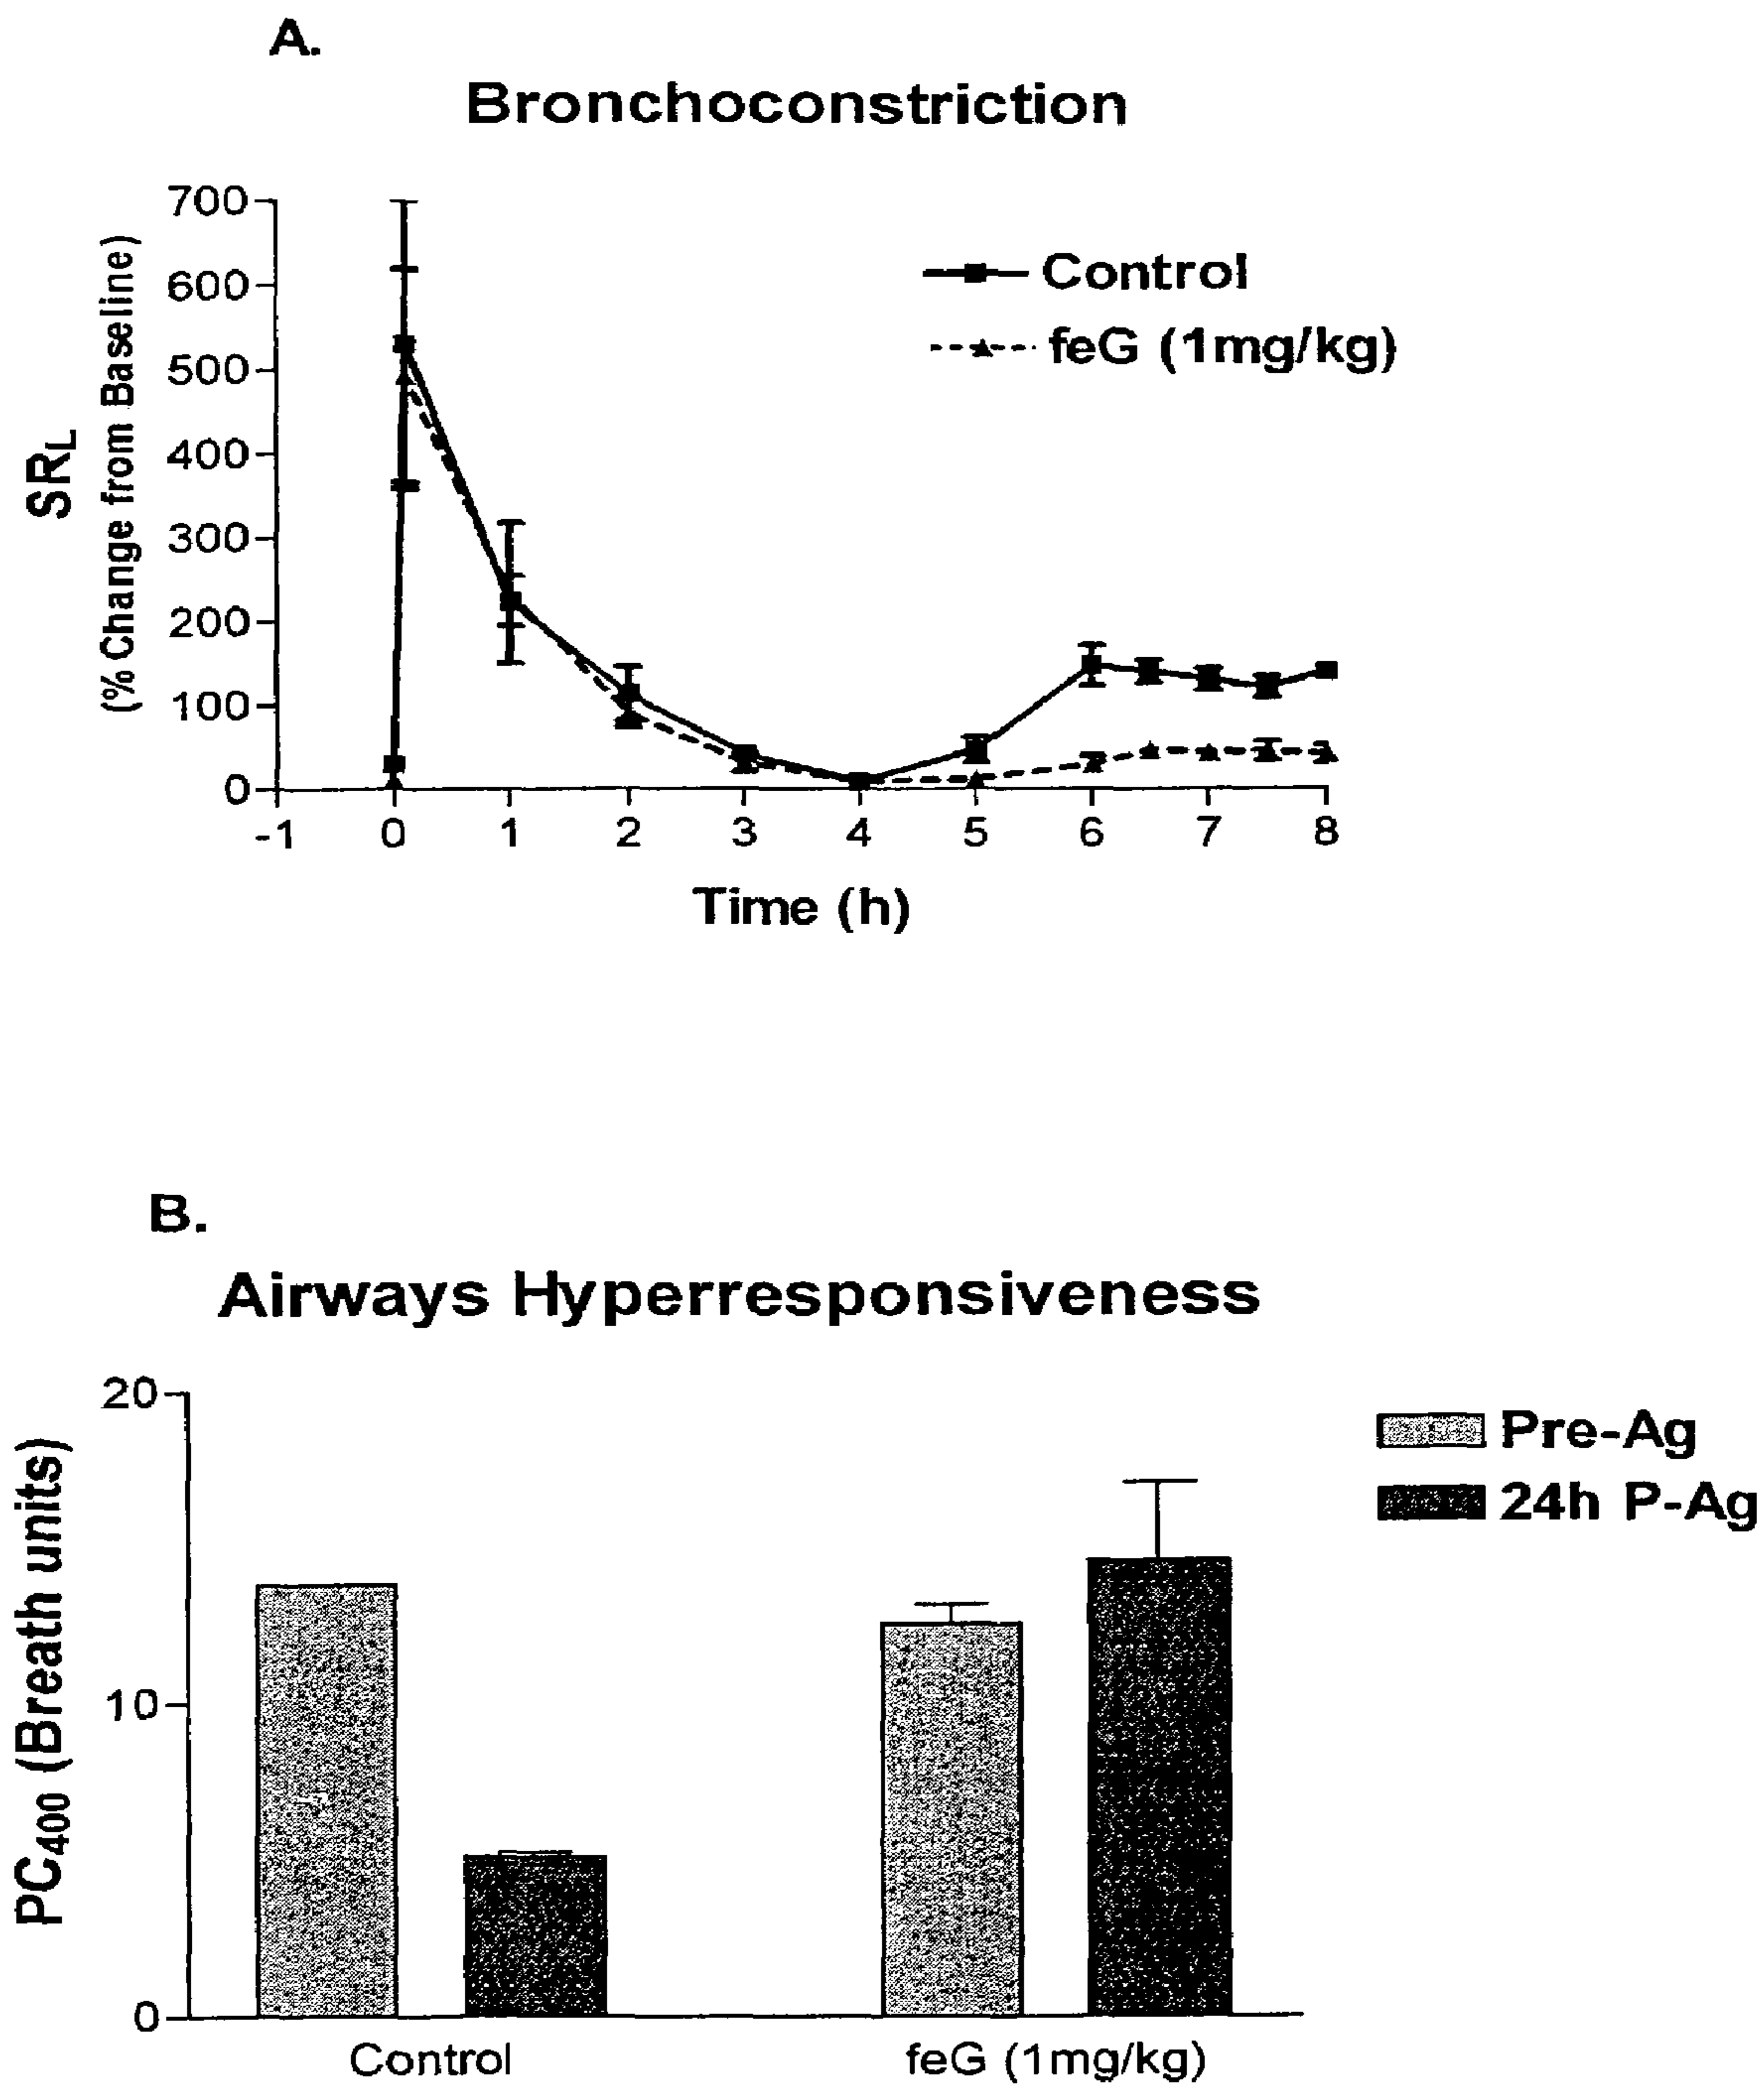 A.
Bronchoconstriction
SRL
(% Change from Baseline)
700
600
500
400
300
200
100
0
-1 0 1 2 3 4 5 6 7 8
Time (h)
Control
feG (1mg/kg)
B.
Airways Hyperresponsiveness
PC400 (Breath units)
20
10
0
Control feG (1mg/kg)
Pre-Ag
24h P-Ag